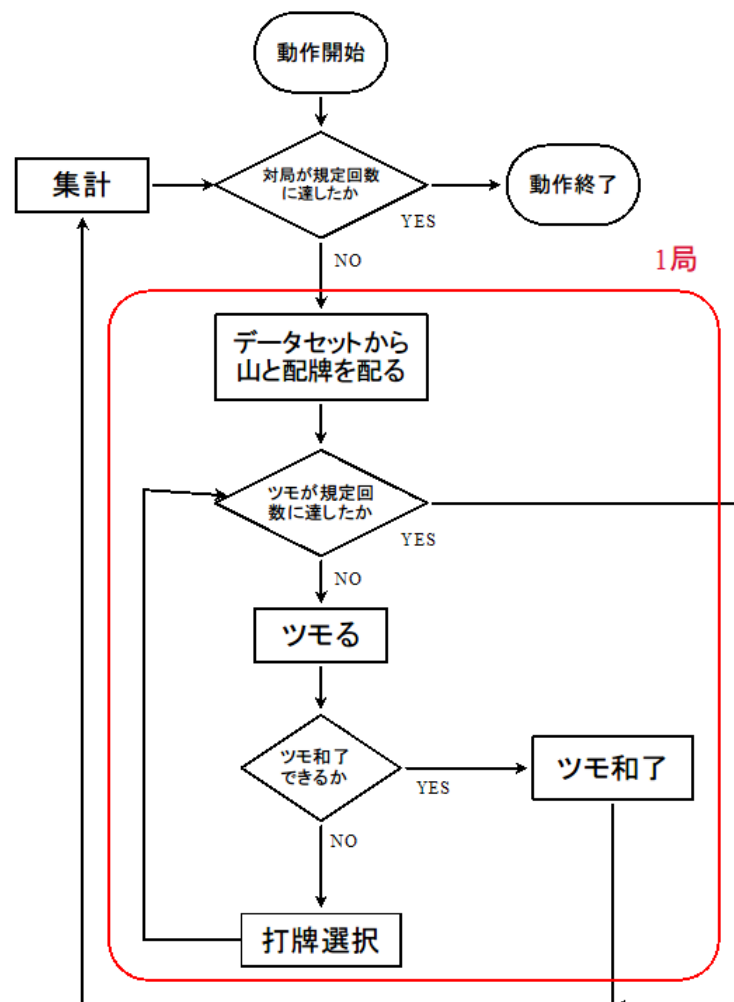 動作開始
集計
対局が規定回数
に達したか
動作終了
YES
NO
1局
データセットから
山と配牌を配る
ツモが規定回
数に達したか
YES
NO
ツモる
ツモ和了
できるか
ツモ和了
YES
NO
打牌選択